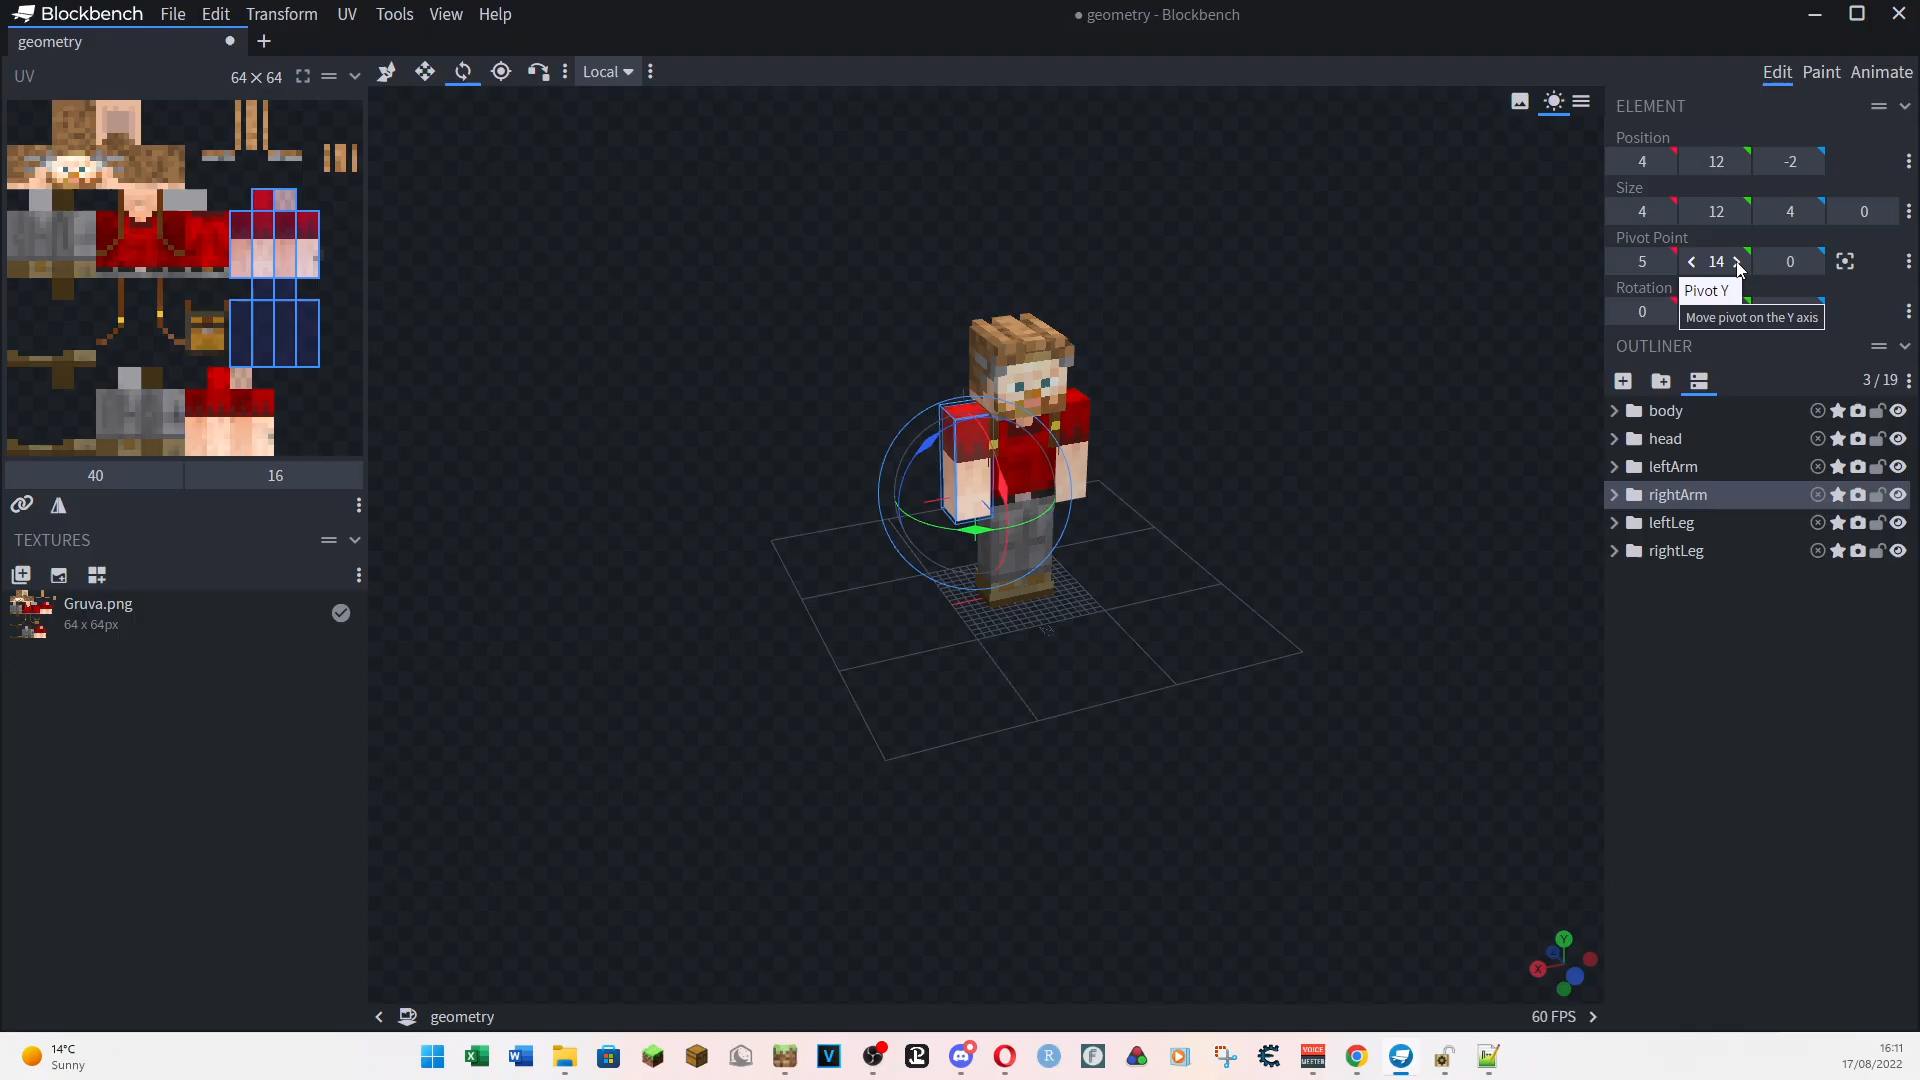 Blockbench File Edit Transform UV Tools View Help
● geometry - Blockbench
geometry
UV 64×64
Local
Edit Paint Animate
ELEMENT
Position
4 12 -2
Size
4 12 4 0
Pivot Point
5 14 0
Rotation
0
Pivot Y
Move pivot on the Y axis
OUTLINER
3 / 19
body
head
leftArm
rightArm
leftLeg
rightLeg
40 16
TEXTURES
Gruva.png
64 x 64px
Y
X
geometry
60 FPS
14°C
Sunny
VOICE
MEETER
16:11
17/08/2022